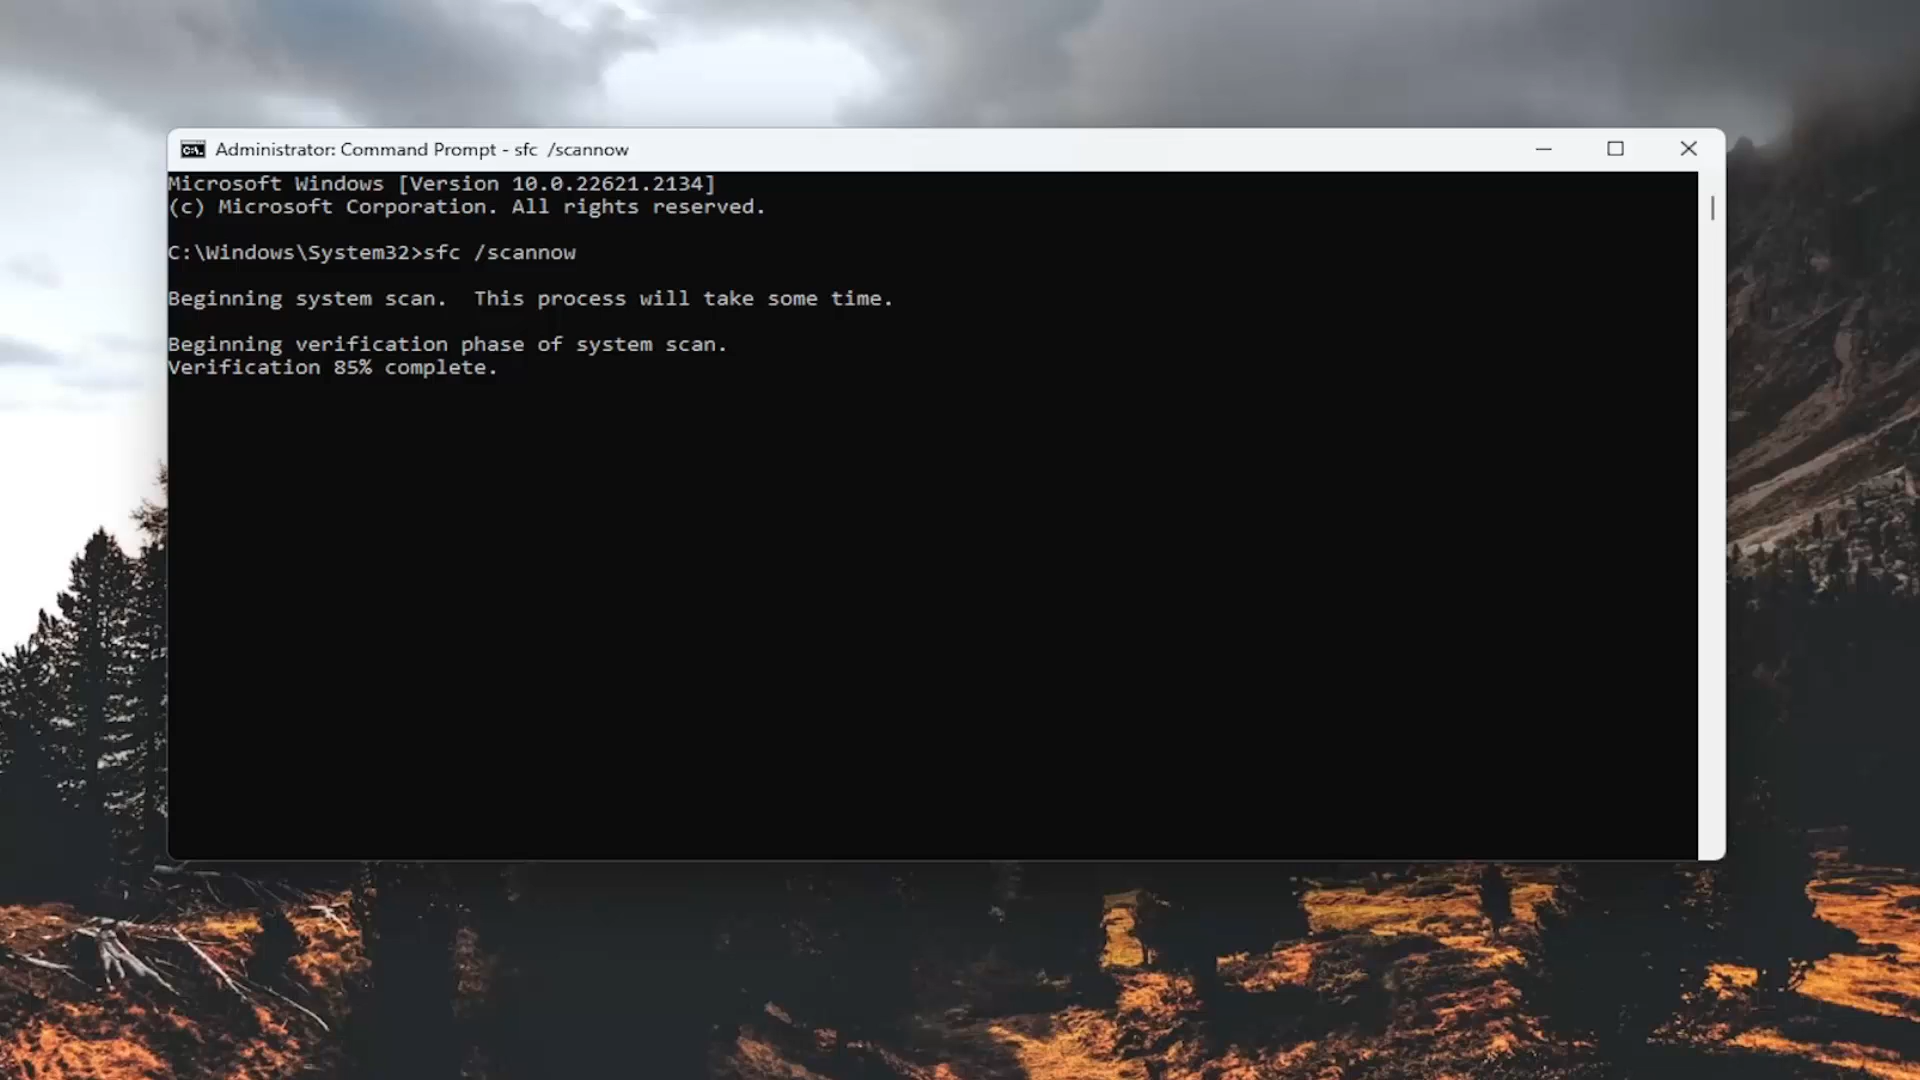 Administrator: Command Prompt - sfc  /scannow
Microsoft Windows [Version 10.0.22621.2134]
(c) Microsoft Corporation. All rights reserved.
C:\Windows\System32>sfc /scannow
Beginning system scan.  This process will take some time.
Beginning verification phase of system scan.
Verification 85% complete.